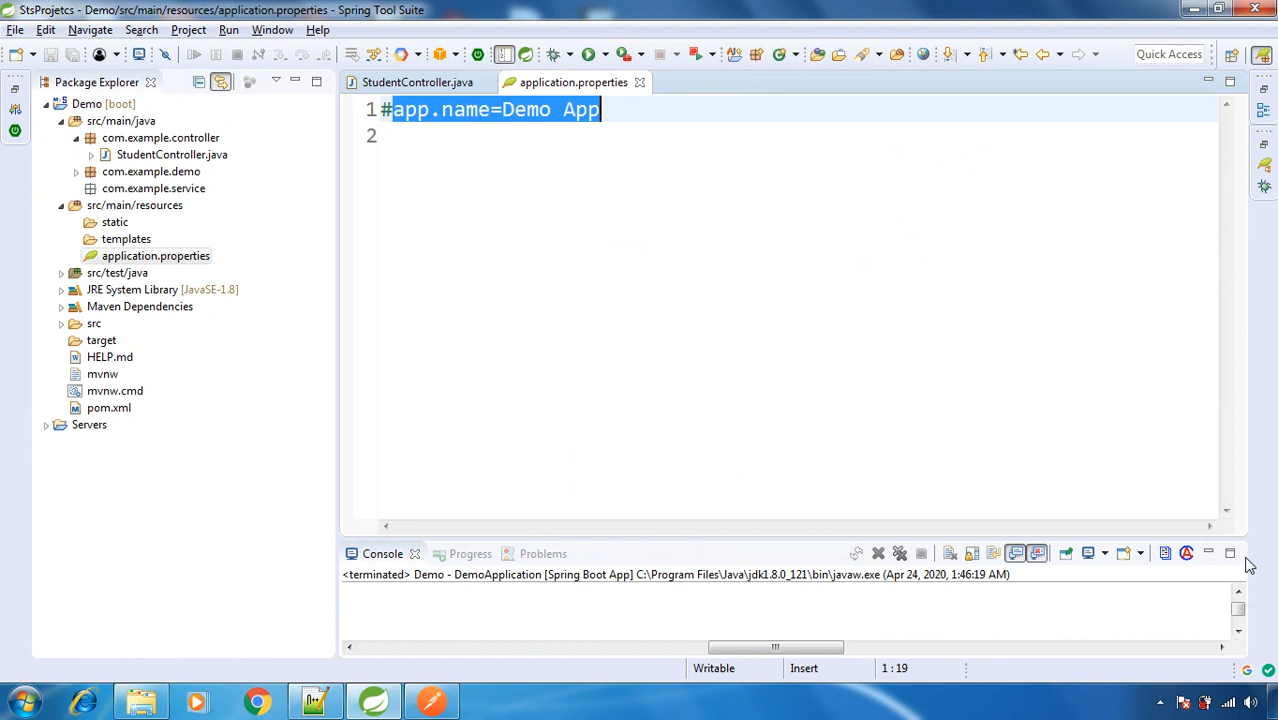 StsProjetcs - Demo/src/main/resources/application.properties - Spring Tool Suite
File Edit Navigate Search Project Run Window Help
Quick Access
Package Explorer
StudentController.java
application.properties
Demo [boot]
src/main/java
com.example.controller
StudentController.java
com.example.demo
com.example.service
src/main/resources
static
templates
application.properties
src/test/java
JRE System Library [JavaSE-1.8]
Maven Dependencies
src
target
HELP.md
mvnw
mvnw.cmd
pom.xml
Servers
1 #app.name=Demo App
2
Console Progress Problems
<terminated> Demo - DemoApplication [Spring Boot App] C:\Program Files\Java\jdk1.8.0_121\bin\javaw.exe (Apr 24, 2020, 1:46:19 AM)
Writable Insert 1 : 19